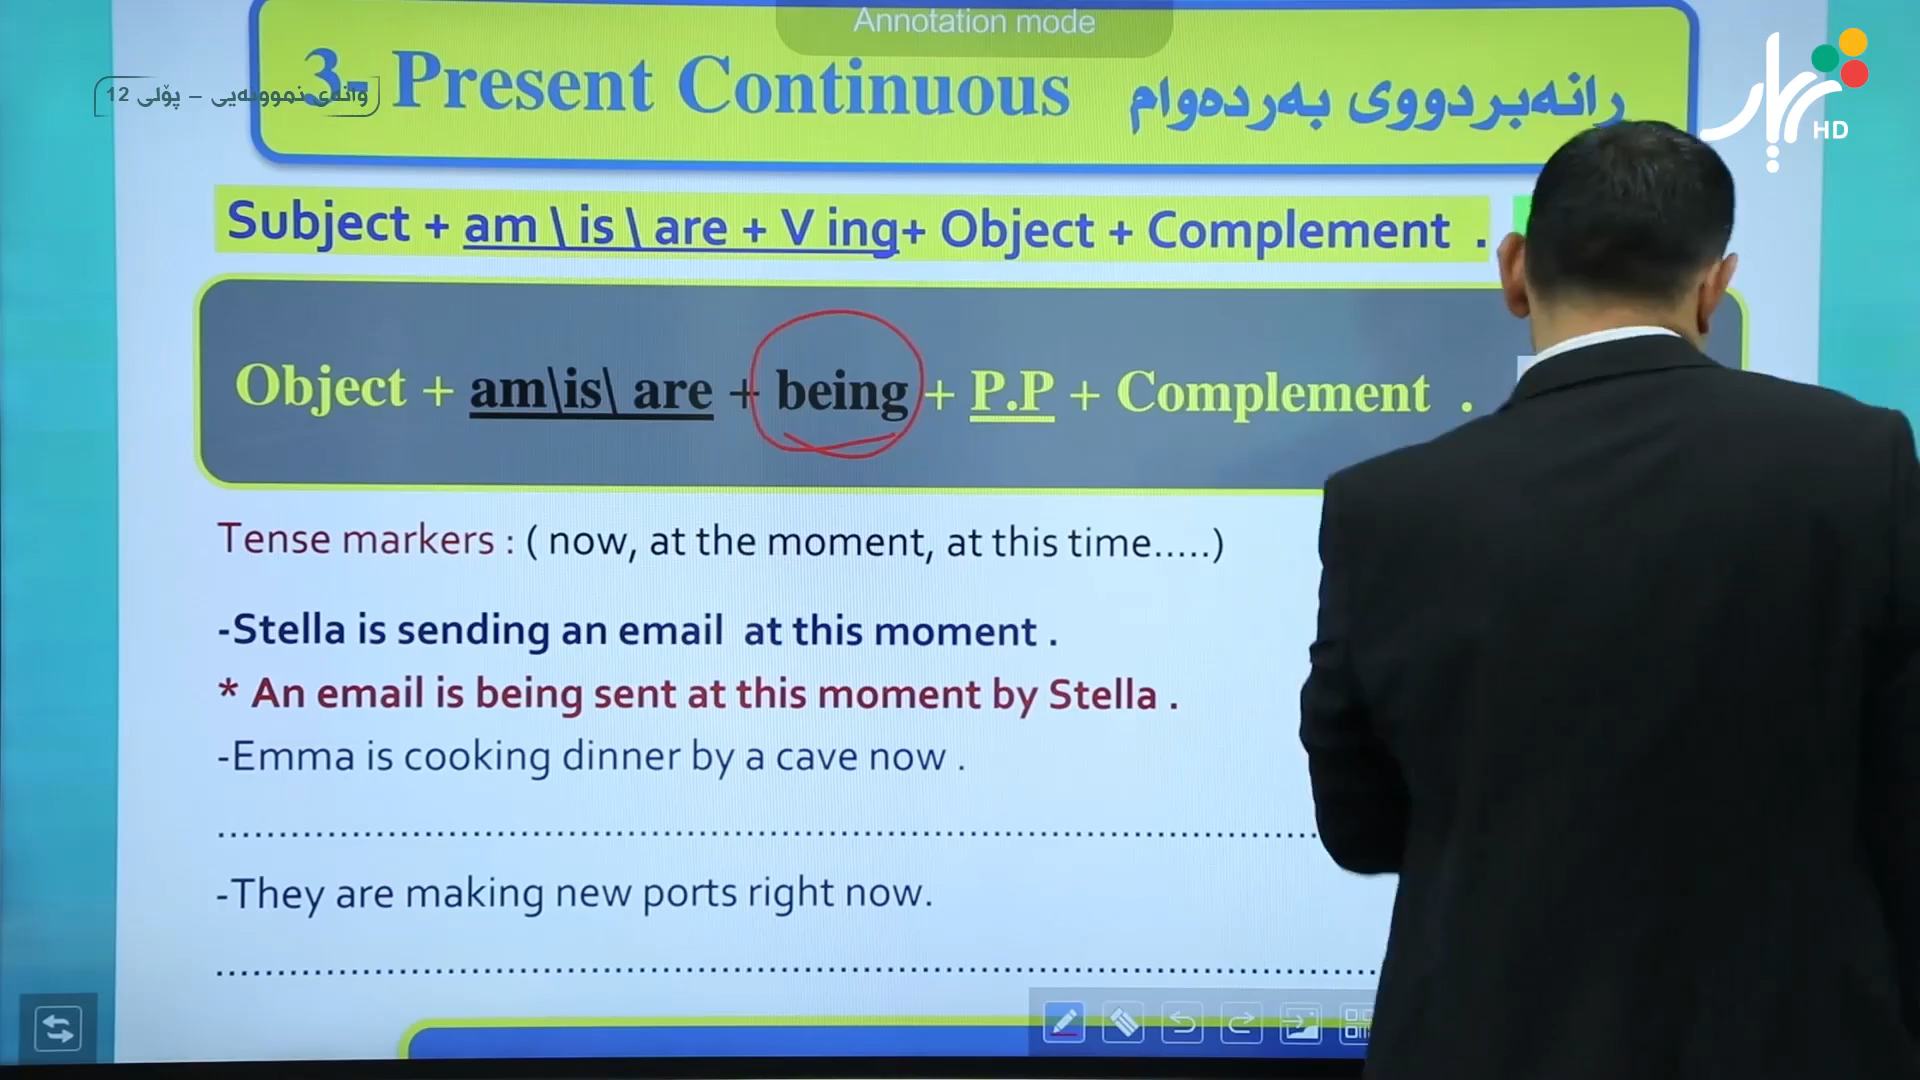 Annotation mode
3- Present Continuous رانەبردووی بەردەوام
وانەی نموونەیی – پۆلی 12
HD
Subject + am \ is \ are + V ing+ Object + Complement .
Object + am\is\ are + being + P.P + Complement .
Tense markers : ( now, at the moment, at this time.....)
-Stella is sending an email at this moment .
* An email is being sent at this moment by Stella .
-Emma is cooking dinner by a cave now .
-They are making new ports right now.